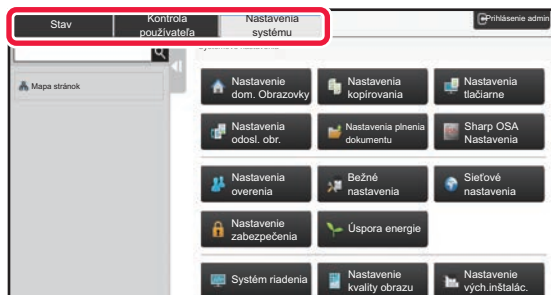 Stav
Kontrola
používateľa
Nastavenia
systému
Prihlásenie admin
Mapa stránok
Nastavenie
dom. Obrazovky
Nastavenia
kopírovania
Nastavenia
tlačiarne
Nastavenia
odosl. obr.
Nastavenia plnenia
dokumentu
Sharp OSA
Nastavenia
Nastavenia
overenia
Bežné
nastavenia
Sieťové
nastavenia
Nastavenie
zabezpečenia
Úspora energie
Systém riadenia
Nastavenie
kvality obrazu
Nastavenie
vých.inštalác.